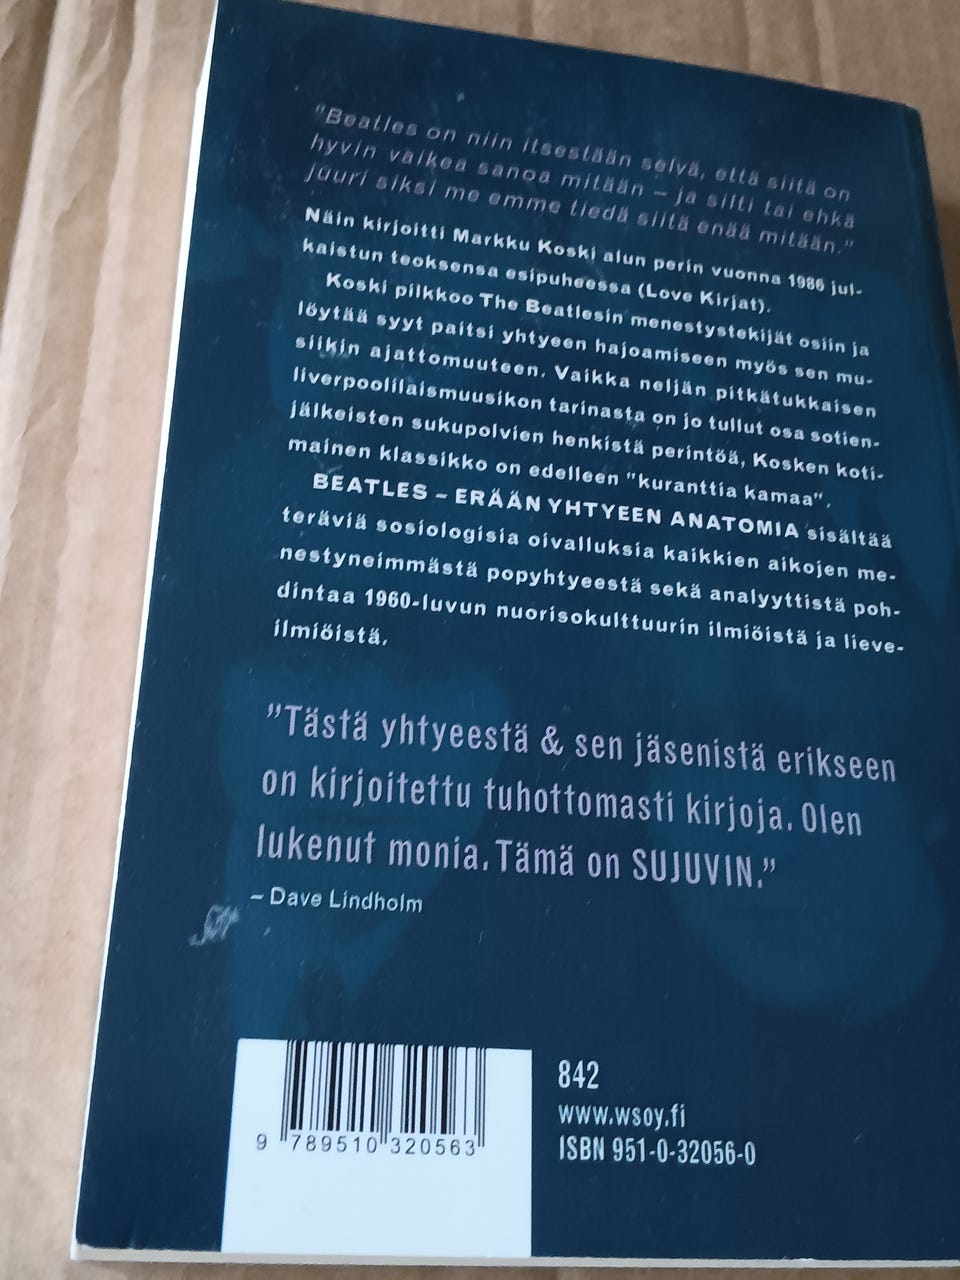 "Beatles on niin itsestään selvä, että siitä on
hyvin vaikea sanoa mitään – ja silti tai ehkä
juuri siksi me emme tiedä siitä enää mitään."
Näin kirjoitti Markku Koski alun perin vuonna 1986 jul-
kaistun teoksensa esipuheessa (Love Kirjat).
Koski pilkkoo The Beatlesin menestystekijät osiin ja
löytää syyt paitsi yhtyeen hajoamiseen myös sen mu-
siikin ajattomuuteen. Vaikka neljän pitkätukkaisen
liverpoolilaismuusikon tarinasta on jo tullut osa sotien-
jälkeisten sukupolvien henkistä perintöä, Kosken koti-
mainen klassikko on edelleen "kuranttia kamaa".
BEATLES – ERÄÄN YHTYEEN ANATOMIA sisältää
teräviä sosiologisia oivalluksia kaikkien aikojen me-
nestyneimmästä popyhtyeestä sekä analyyttistä poh-
dintaa 1960-luvun nuorisokulttuurin ilmiöistä ja lieve-
ilmiöistä.
"Tästä yhtyeestä & sen jäsenistä erikseen
on kirjoitettu tuhottomasti kirjoja. Olen
lukenut monia. Tämä on SUJUVIN."
– Dave Lindholm
842
www.wsoy.fi
ISBN 951-0-32056-0
9 789510 320563